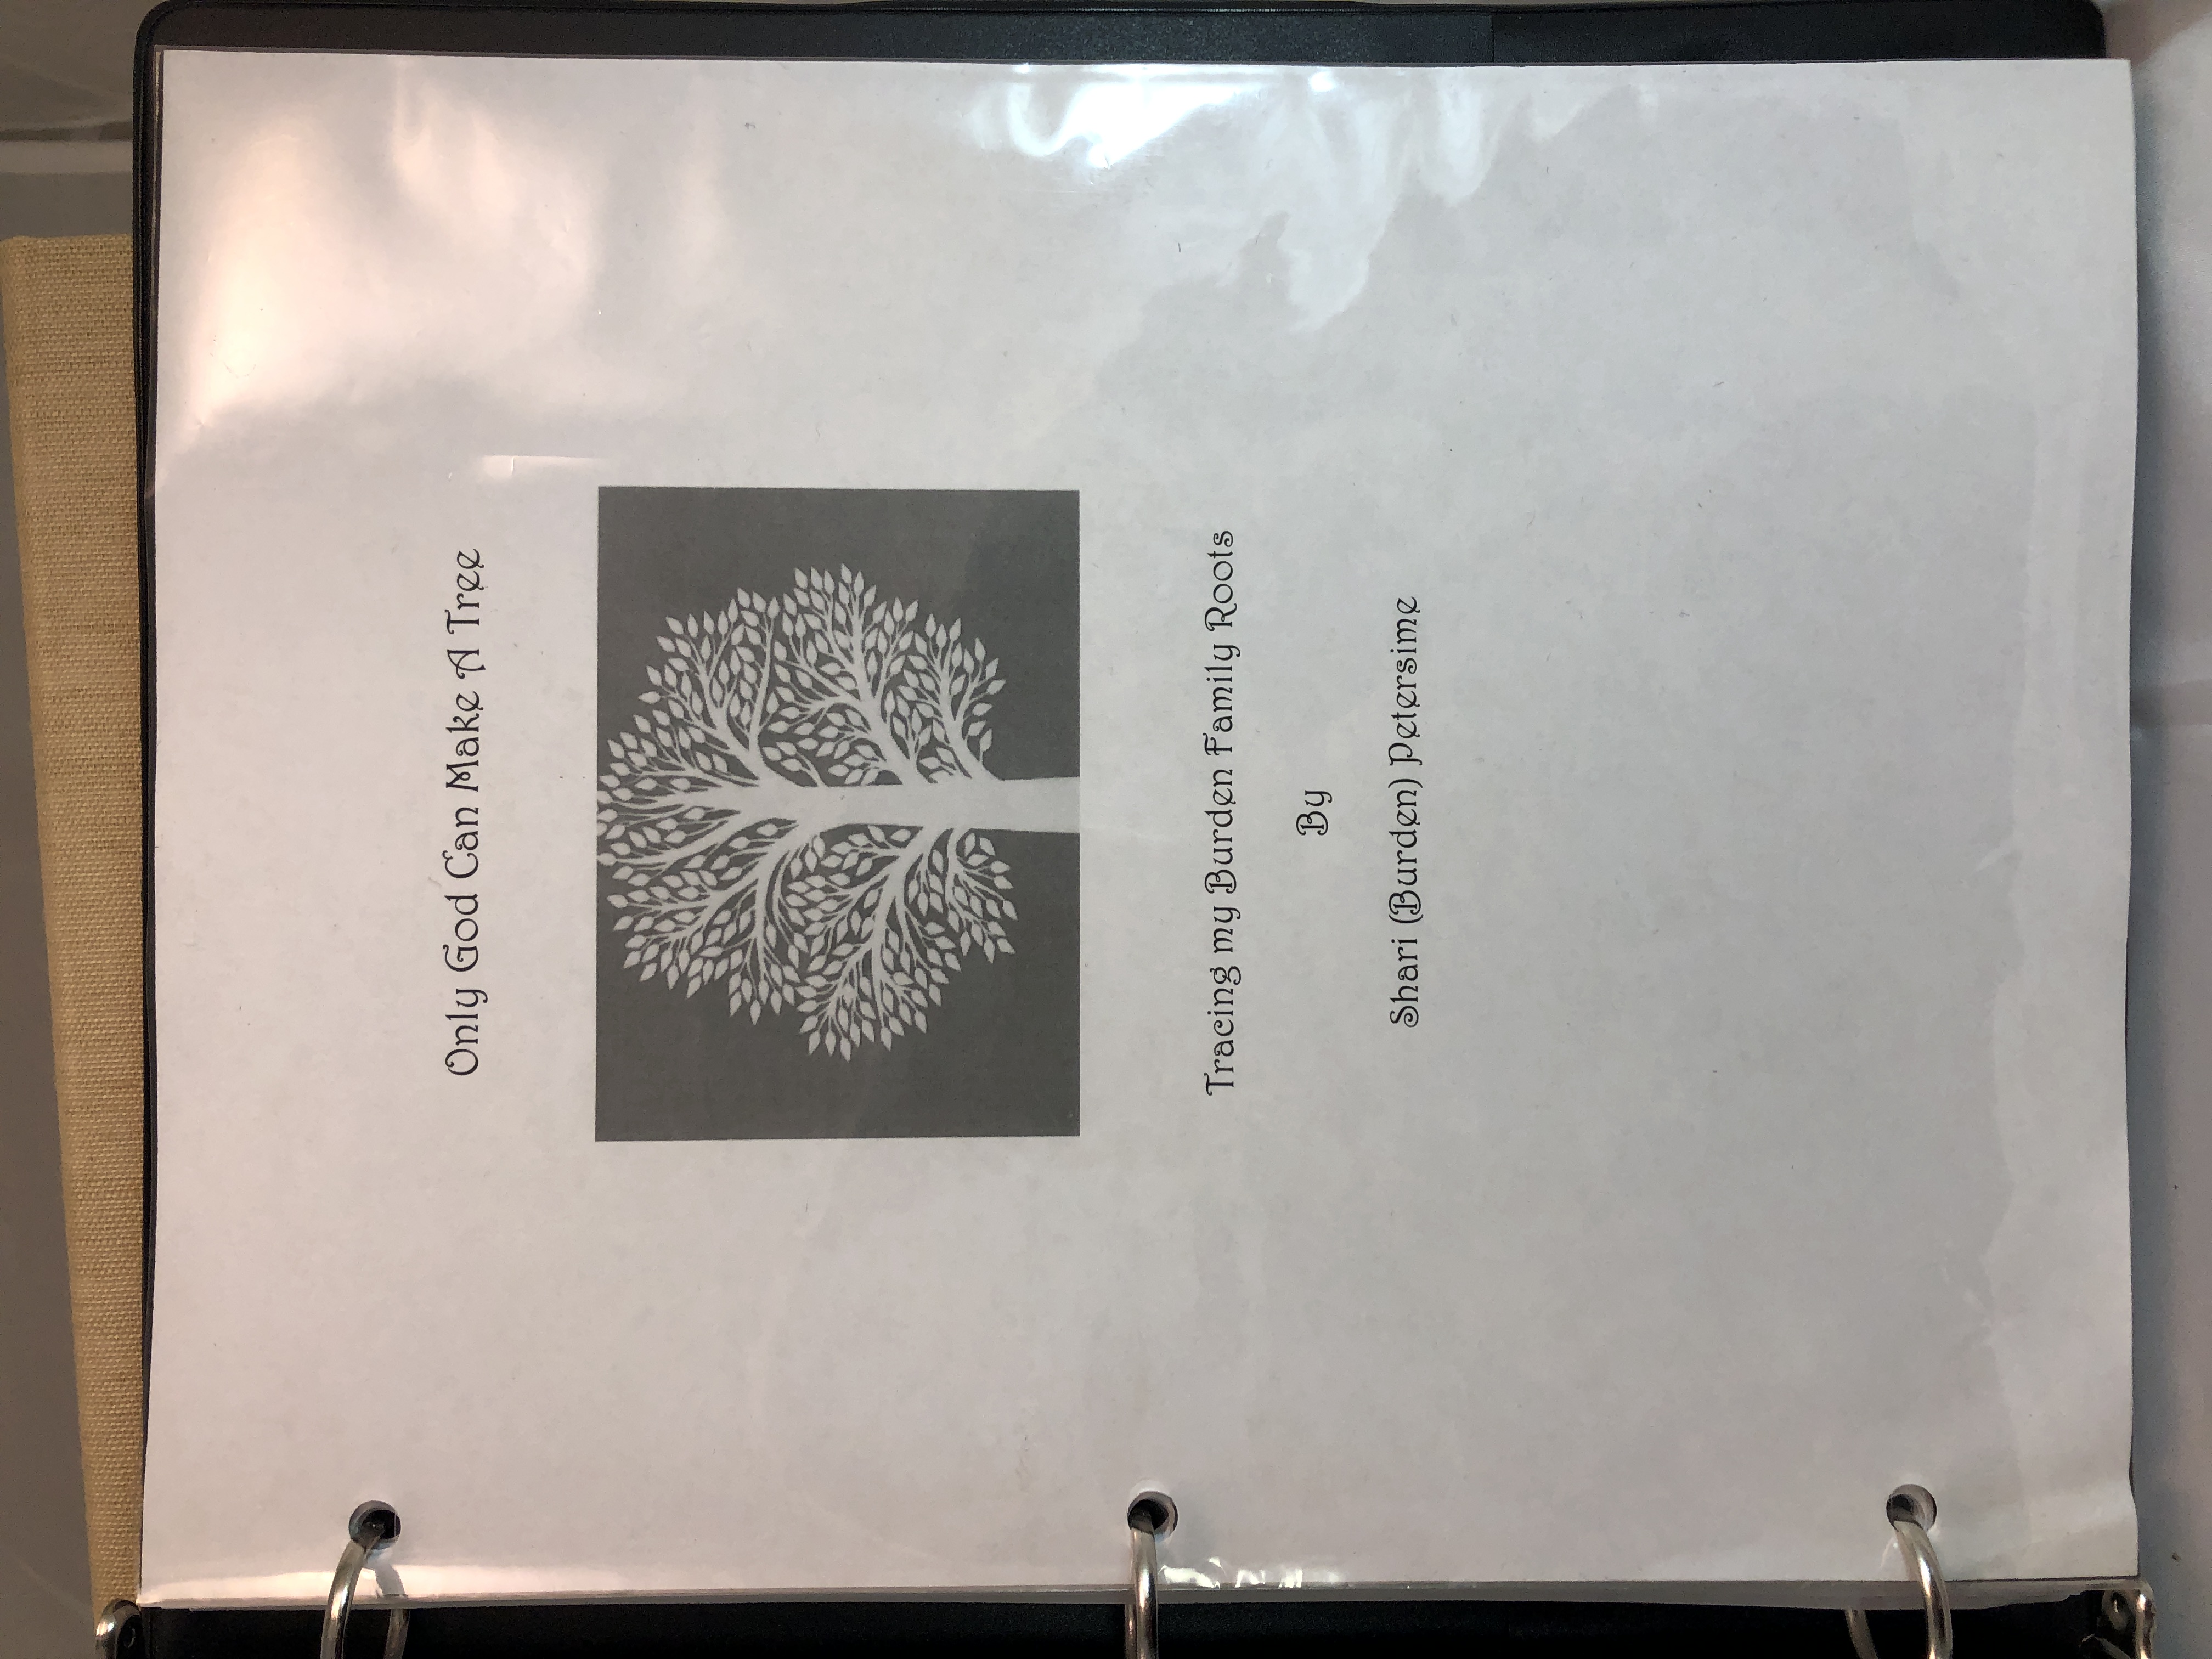 Only God Can Make A Tree
Tracing my Burden Family Roots
By
Shari (Burden) Petersime